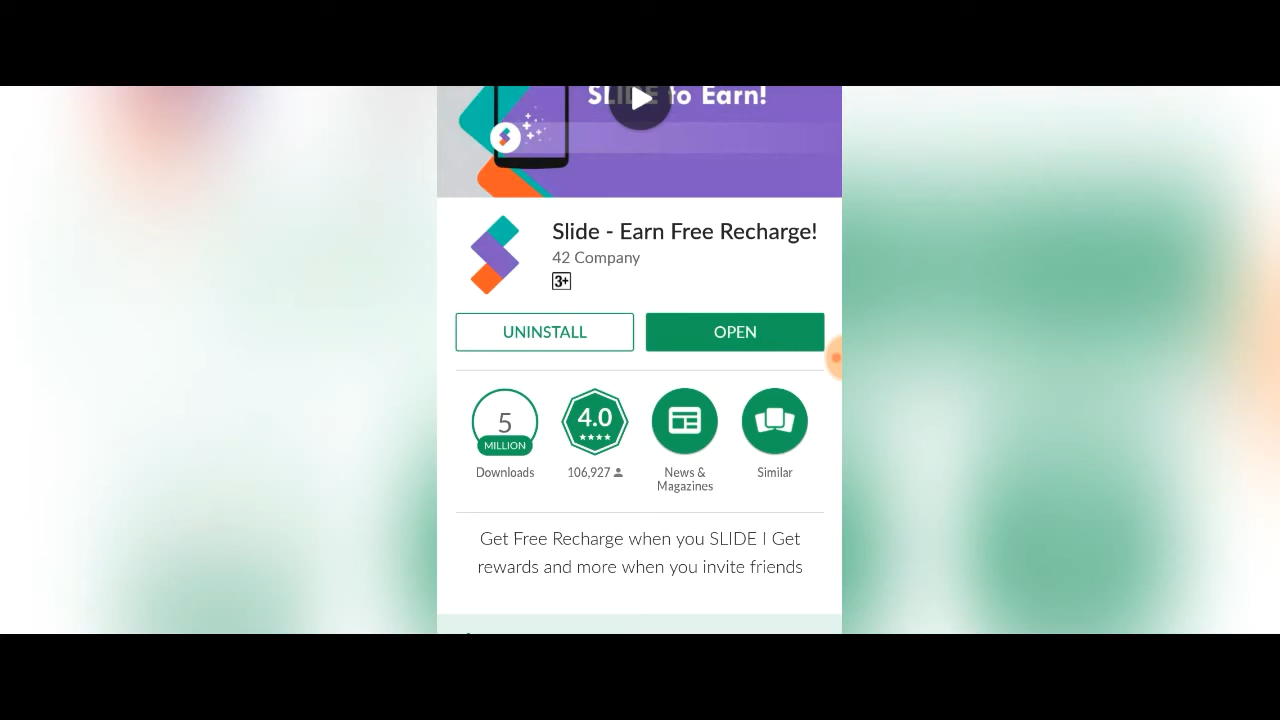 SLIDE to Earn!
Slide - Earn Free Recharge!
42 Company
3+
UNINSTALL
OPEN
5
MILLION
Downloads
4.0
106,927
News &
Magazines
Similar
Get Free Recharge when you SLIDE I Get
rewards and more when you invite friends